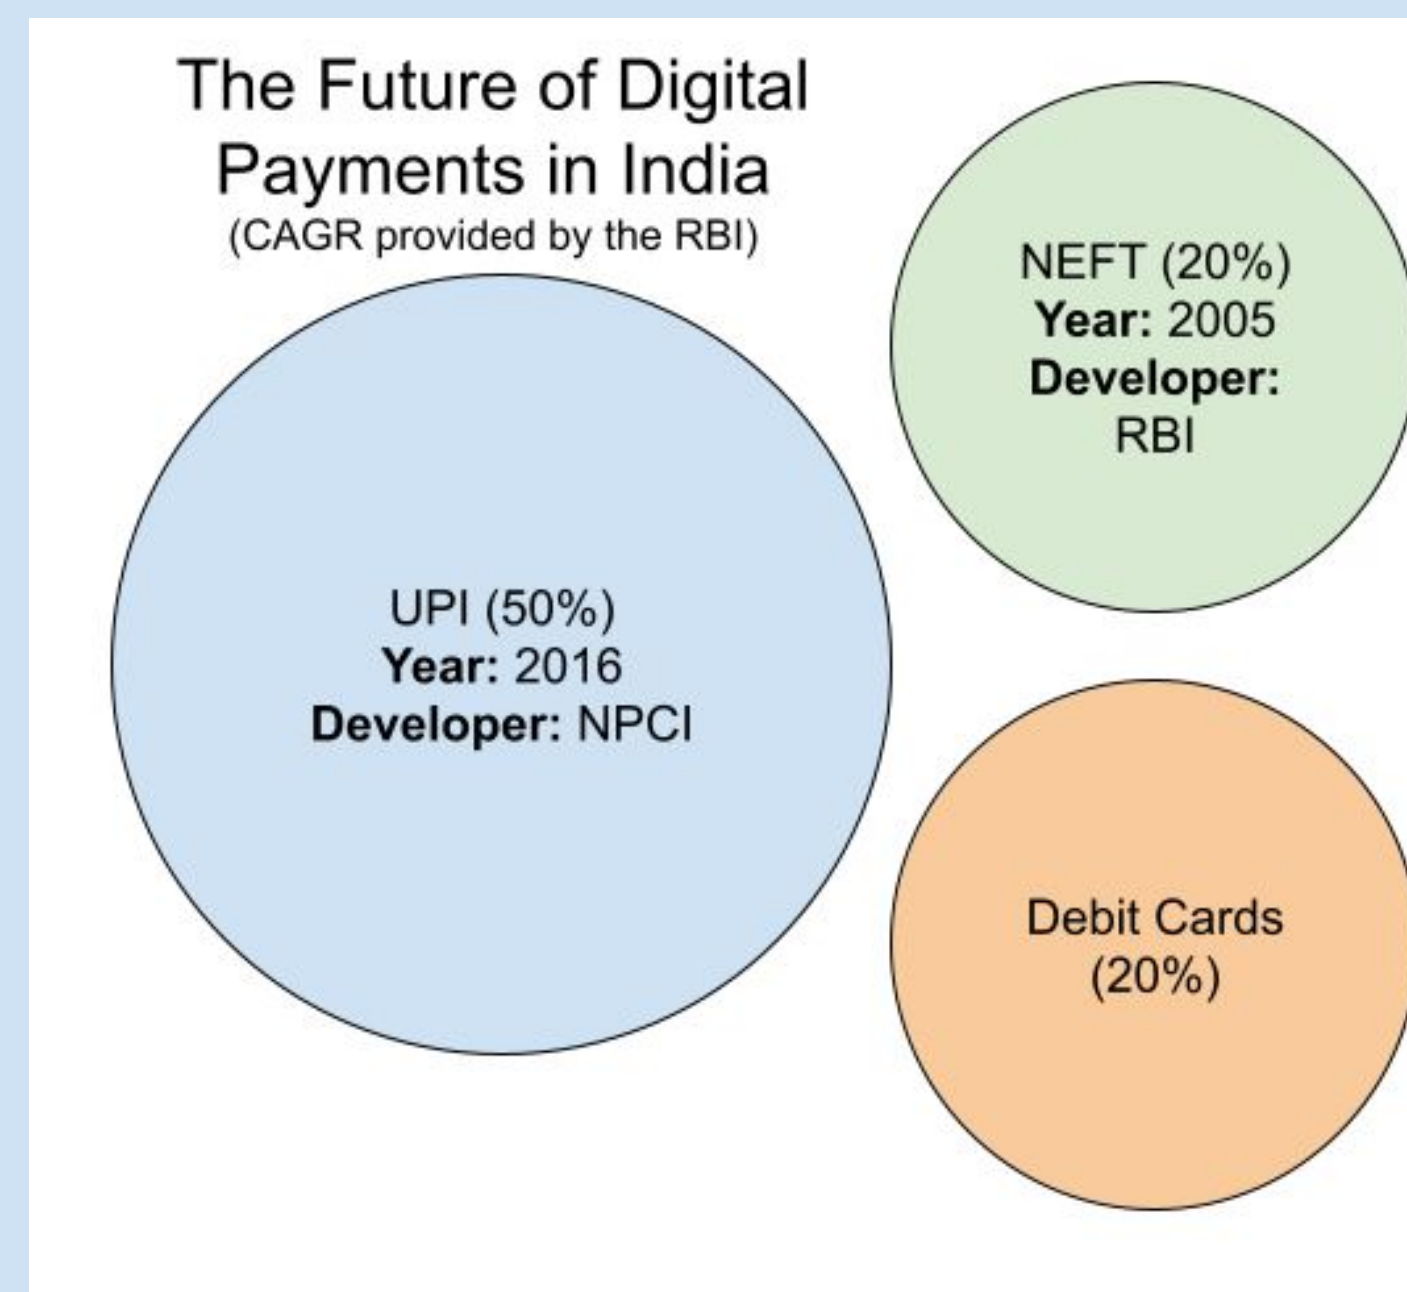 The Future of Digital
Payments in India
(CAGR provided by the RBI)
NEFT (20%)
Year: 2005
Developer:
RBI
UPI (50%)
Year: 2016
Developer: NPCI
Debit Cards
(20%)